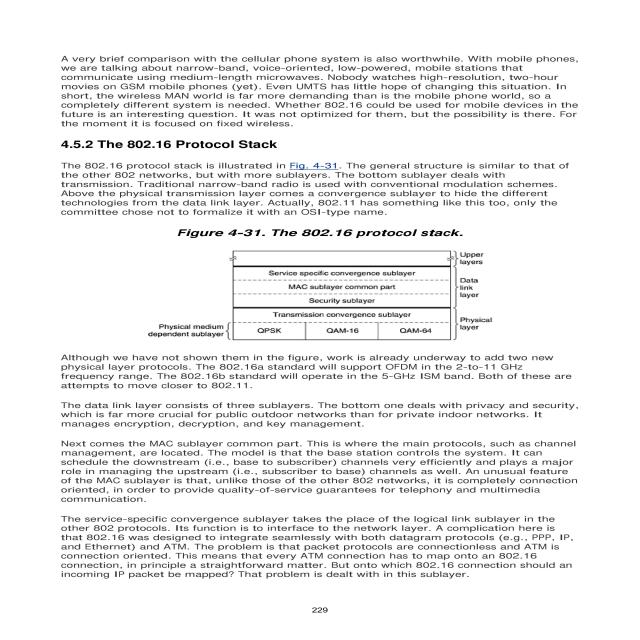 A very brief comparison with the cellular phone system is also worthwhile. With mobile phones,
we are talking about narrow-band, voice-oriented, low-powered, mobile stations that
communicate using medium-length microwaves. Nobody watches high-resolution, two-hour
movies on GSM mobile phones (yet). Even UMTS has little hope of changing this situation. In
short, the wireless MAN world is far more demanding than is the mobile phone world, so a
completely different system is needed. Whether 802.16 could be used for mobile devices in the
future is an interesting question. It was not optimized for them, but the possibility is there. For
the moment it is focused on fixed wireless.
4.5.2 The 802.16 Protocol Stack
The 802.16 protocol stack is illustrated in Fig. 4-31. The general structure is similar to that of
the other 802 networks, but with more sublayers. The bottom sublayer deals with
transmission. Traditional narrow-band radio is used with conventional modulation schemes.
Above the physical transmission layer comes a convergence sublayer to hide the different
technologies from the data link layer. Actually, 802.11 has something like this too, only the
committee chose not to formalize it with an OSI-type name.
Figure 4-31. The 802.16 protocol stack.
Upper
layers
Service specific convergence sublayer
MAC sublayer common part
Security sublayer
Data
link
layer
Transmission convergence sublayer
Physical
layer
Physical medium
dependent sublayer
QPSK QAM-16 QAM-64
Although we have not shown them in the figure, work is already underway to add two new
physical layer protocols. The 802.16a standard will support OFDM in the 2-to-11 GHz
frequency range. The 802.16b standard will operate in the 5-GHz ISM band. Both of these are
attempts to move closer to 802.11.
The data link layer consists of three sublayers. The bottom one deals with privacy and security,
which is far more crucial for public outdoor networks than for private indoor networks. It
manages encryption, decryption, and key management.
Next comes the MAC sublayer common part. This is where the main protocols, such as channel
management, are located. The model is that the base station controls the system. It can
schedule the downstream (i.e., base to subscriber) channels very efficiently and plays a major
role in managing the upstream (i.e., subscriber to base) channels as well. An unusual feature
of the MAC sublayer is that, unlike those of the other 802 networks, it is completely connection
oriented, in order to provide quality-of-service guarantees for telephony and multimedia
communication.
The service-specific convergence sublayer takes the place of the logical link sublayer in the
other 802 protocols. Its function is to interface to the network layer. A complication here is
that 802.16 was designed to integrate seamlessly with both datagram protocols (e.g., PPP, IP,
and Ethernet) and ATM. The problem is that packet protocols are connectionless and ATM is
connection oriented. This means that every ATM connection has to map onto an 802.16
connection, in principle a straightforward matter. But onto which 802.16 connection should an
incoming IP packet be mapped? That problem is dealt with in this sublayer.
229